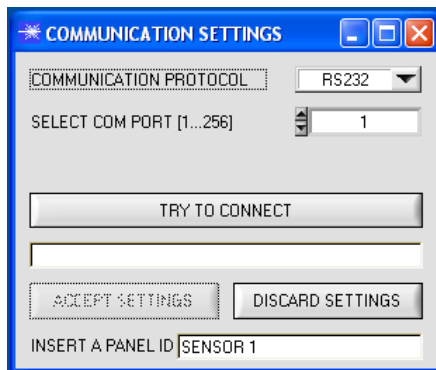 COMMUNICATION SETTINGS
COMMUNICATION PROTOCOL RS232
SELECT COM PORT [1...256] 1
TRY TO CONNECT
ACCEPT SETTINGS DISCARD SETTINGS
INSERT A PANEL ID SENSOR 1